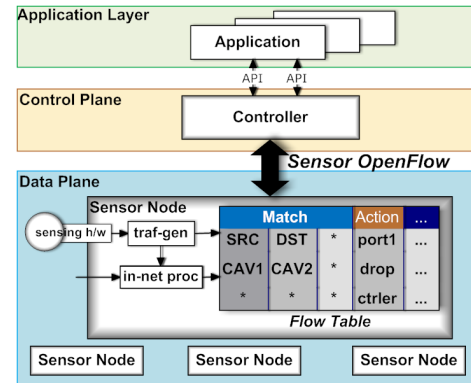 Application Layer
Application
API API
Control Plane
Controller
Sensor OpenFlow
Data Plane
Sensor Node
sensing h/w traf-gen
in-net proc
Match Action ...
SRC DST * port1 ...
CAV1 CAV2 * drop ...
* * * ctrler ...
Flow Table
Sensor Node Sensor Node Sensor Node